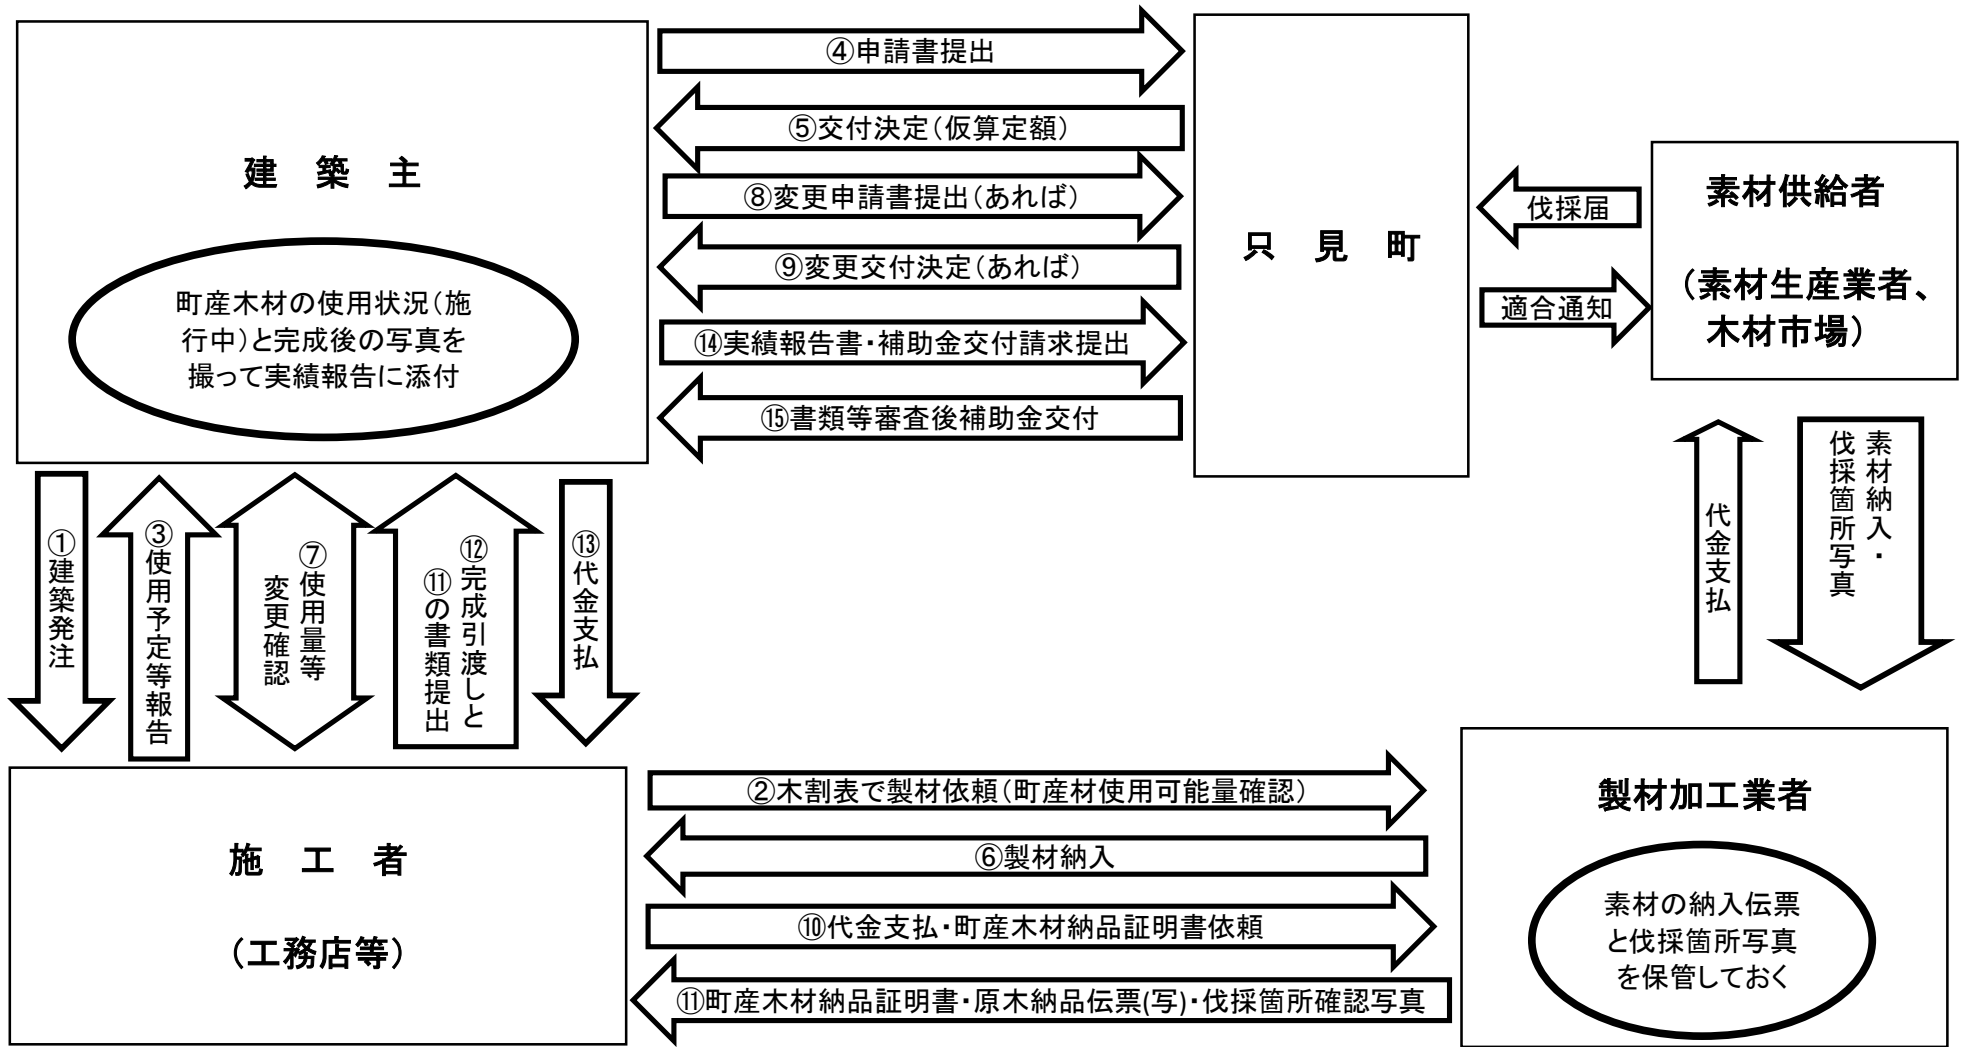 建　築　主
町産木材の使用状況（施
行中）と完成後の写真を
撮って実績報告に添付
④申請書提出
⑤交付決定（仮算定額）
⑧変更申請書提出（あれば）
⑨変更交付決定（あれば）
⑭実績報告書・補助金交付請求提出
⑮書類等審査後補助金交付
只　見　町
伐採届
適合通知
素材供給者
（素材生産業者、
木材市場）
①建築発注
③使用予定等報告
⑦使用量等
変更確認
⑫完成引渡しと
⑪の書類提出
⑬代金支払
代金支払
素材納入・
伐採箇所写真
施　工　者
（工務店等）
②木割表で製材依頼（町産材使用可能量確認）
⑥製材納入
⑩代金支払・町産木材納品証明書依頼
⑪町産木材納品証明書・原木納品伝票(写)・伐採箇所確認写真
製材加工業者
素材の納入伝票
と伐採箇所写真
を保管しておく